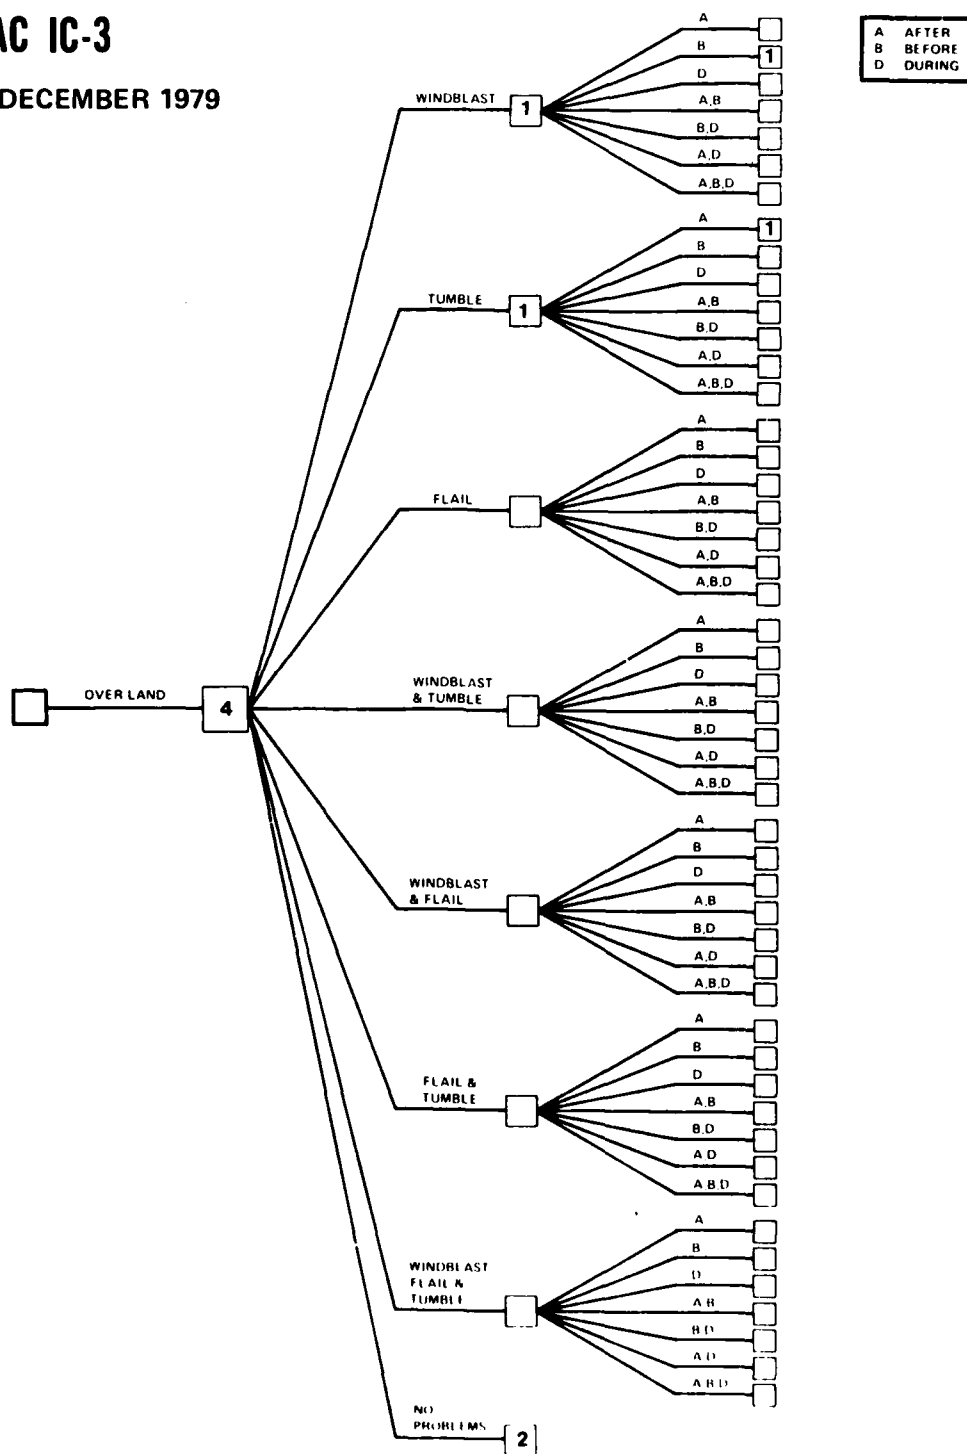 AC IC-3
DECEMBER 1979
A AFTER
B BEFORE
D DURING
OVER LAND
4
WINDBLAST
1
A
B
1
D
A,B
B,D
A,D
A,B,D
TUMBLE
1
A
1
B
D
A,B
B,D
A,D
A,B,D
FLAIL
A
B
D
A,B
B,D
A,D
A,B,D
WINDBLAST
& TUMBLE
A
B
D
A,B
B,D
A,D
A,B,D
WINDBLAST
& FLAIL
A
B
D
A,B
B,D
A,D
A,B,D
FLAIL &
TUMBLE
A
B
D
A,B
B,D
A,D
A,B,D
WINDBLAST
FLAIL &
TUMBLE
A
B
D
A,B
B,D
A,D
A,B,D
NO
PROBLEMS
2